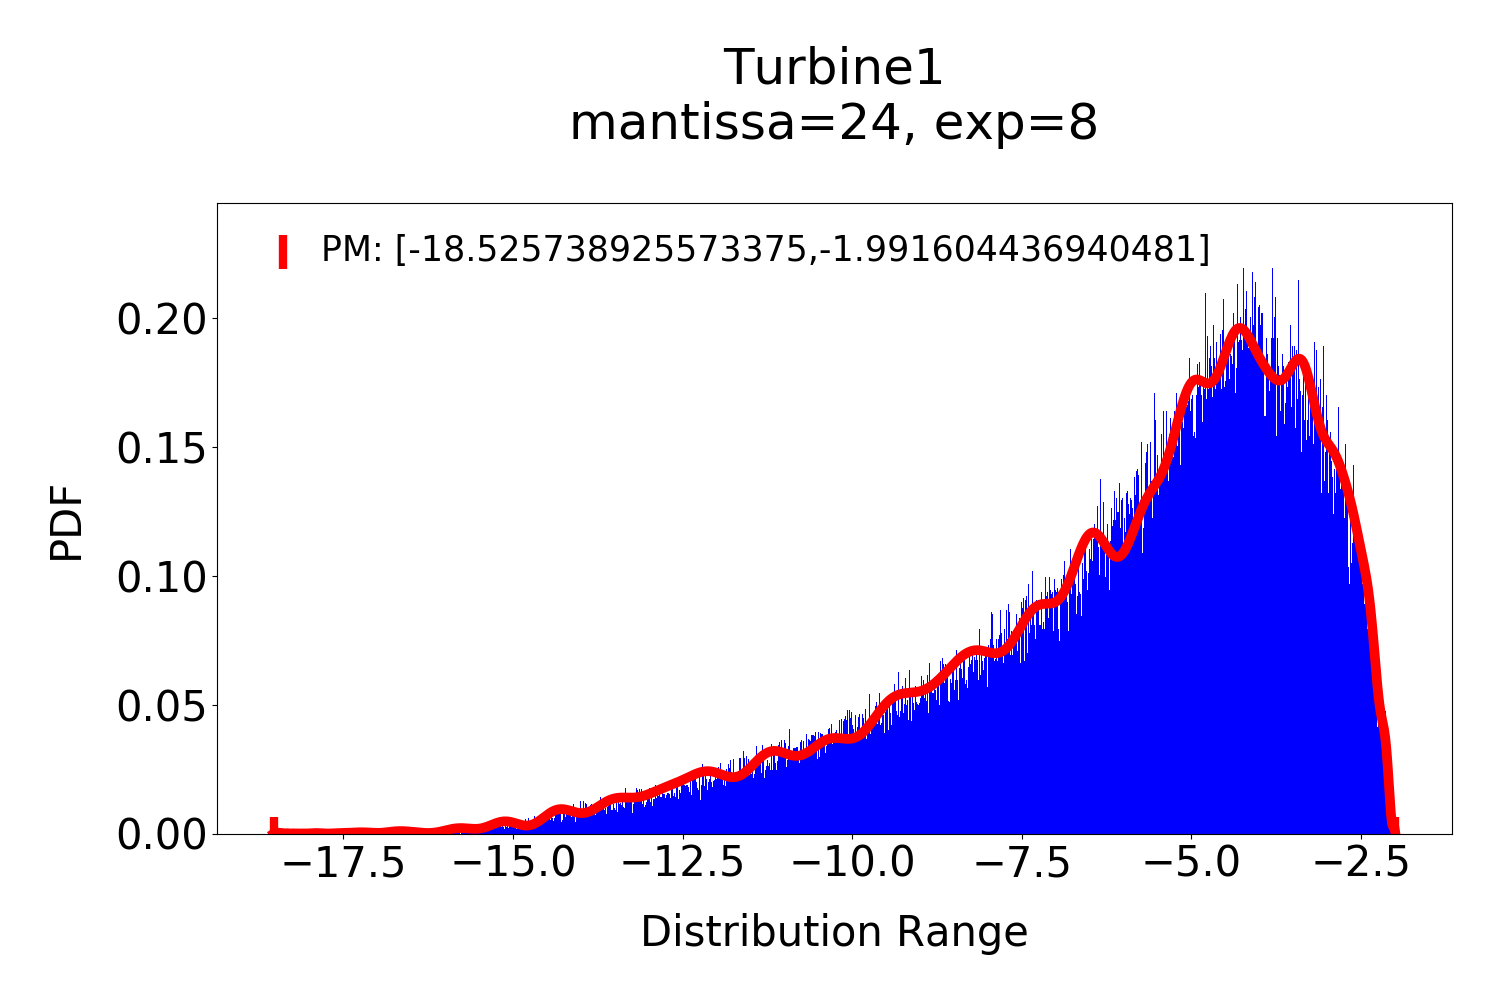 Turbine1
mantissa=24, exp=8
PM: [-18.525738925573375,-1.991604436940481]
0.20
0.15
0.10
0.05
0.00
PDF
−17.5 −15.0 −12.5 −10.0 −7.5 −5.0 −2.5
Distribution Range